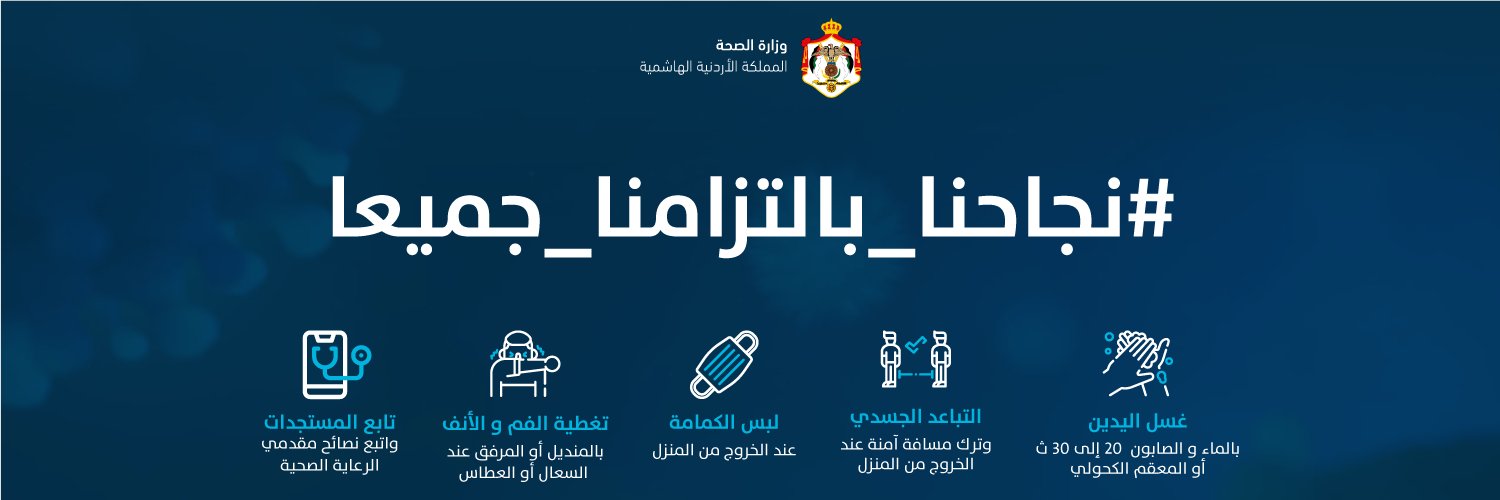 وزارة الصحة
المملكة الأردنية الهاشمية
#نجاحنا_بالتزامنا_جميعا
غسل اليدين
بالماء و الصابون 20 إلى 30 ث
أو المعقم الكحولي
التباعد الجسدي
وترك مسافة آمنة عند
الخروج من المنزل
لبس الكمامة
عند الخروج من المنزل
تغطية الفم و الأنف
بالمنديل أو المرفق عند
السعال أو العطاس
تابع المستجدات
واتبع نصائح مقدمي
الرعاية الصحية